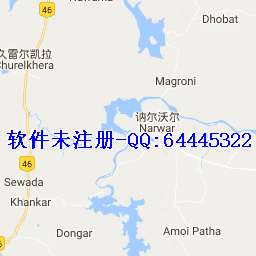 Dhobat
46
久雷尔凯拉
Churelkhera
Magroni
讷尔沃尔
Narwar
软件未注册-QQ:64445322
46
Sewada
Khankar
Dongar
Amoi Patha